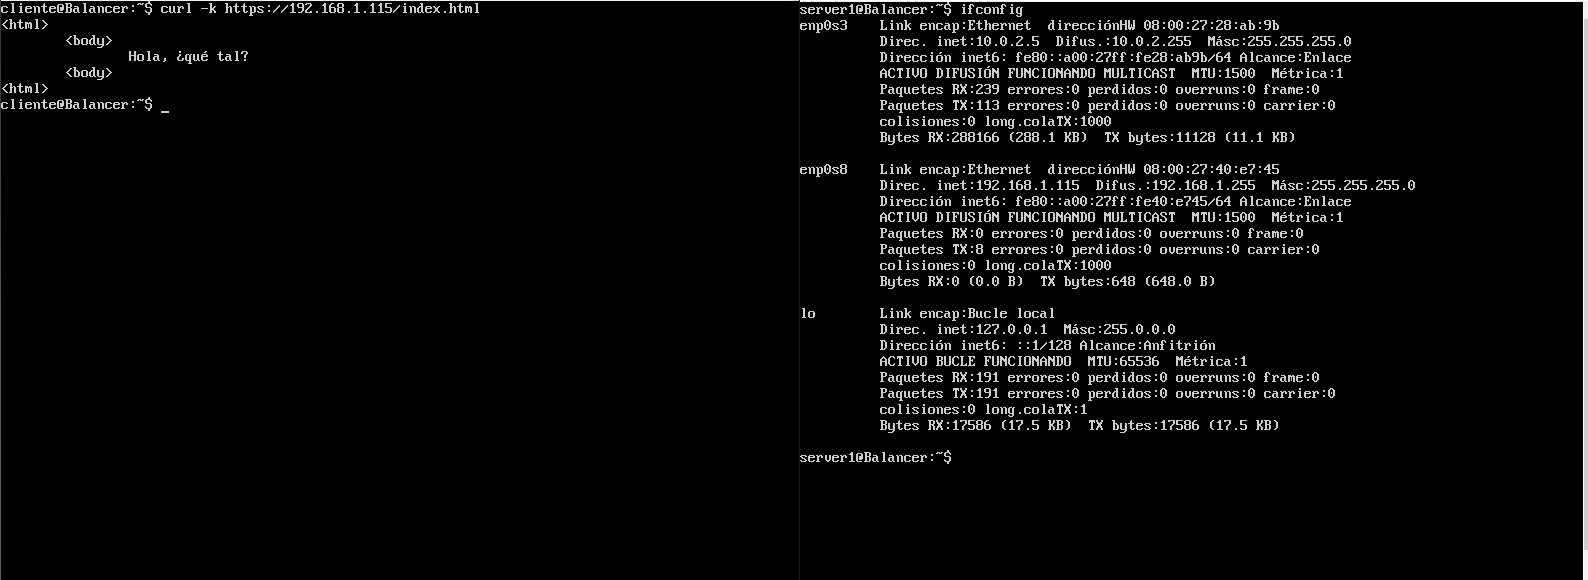 cliente@Balancer:~$ curl -k https://192.168.1.115/index.html
<html>
<body>
Hola, ¿qué tal?
<body>
<html>
cliente@Balancer:~$ _
server1@Balancer:~$ ifconfig
enp0s3 Link encap:Ethernet direcciónHW 08:00:27:28:ab:9b
Direc. inet:10.0.2.5 Difus.:10.0.2.255 Másc:255.255.255.0
Dirección inet6: fe80::a00:27ff:fe28:ab9b/64 Alcance:Enlace
ACTIVO DIFUSIÓN FUNCIONANDO MULTICAST MTU:1500 Métrica:1
Paquetes RX:239 errores:0 perdidos:0 overruns:0 frame:0
Paquetes TX:113 errores:0 perdidos:0 overruns:0 carrier:0
colisiones:0 long.colaTX:1000
Bytes RX:288166 (288.1 KB) TX bytes:11128 (11.1 KB)
enp0s8 Link encap:Ethernet direcciónHW 08:00:27:40:e7:45
Direc. inet:192.168.1.115 Difus.:192.168.1.255 Másc:255.255.255.0
Dirección inet6: fe80::a00:27ff:fe40:e745/64 Alcance:Enlace
ACTIVO DIFUSIÓN FUNCIONANDO MULTICAST MTU:1500 Métrica:1
Paquetes RX:0 errores:0 perdidos:0 overruns:0 frame:0
Paquetes TX:8 errores:0 perdidos:0 overruns:0 carrier:0
colisiones:0 long.colaTX:1000
Bytes RX:0 (0.0 B) TX bytes:648 (648.0 B)
lo Link encap:Bucle local
Direc. inet:127.0.0.1 Másc:255.0.0.0
Dirección inet6: ::1/128 Alcance:Anfitrión
ACTIVO BUCLE FUNCIONANDO MTU:65536 Métrica:1
Paquetes RX:191 errores:0 perdidos:0 overruns:0 frame:0
Paquetes TX:191 errores:0 perdidos:0 overruns:0 carrier:0
colisiones:0 long.colaTX:1
Bytes RX:17586 (17.5 KB) TX bytes:17586 (17.5 KB)
server1@Balancer:~$